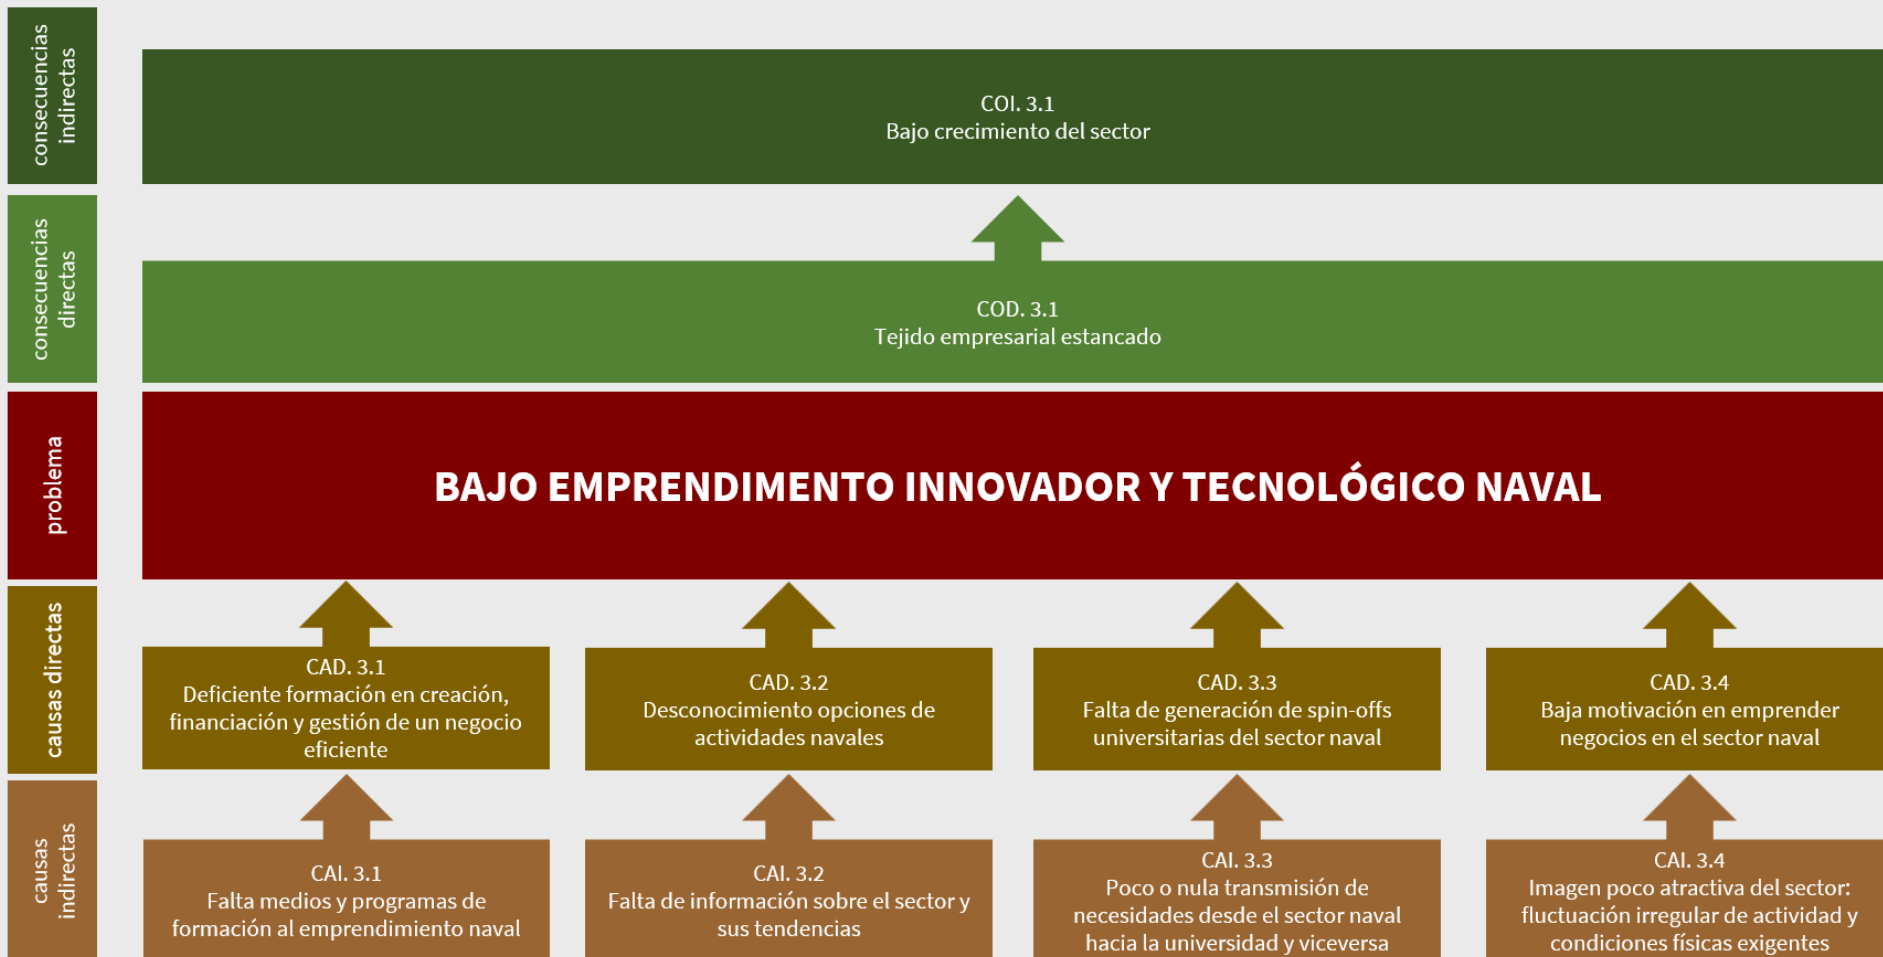 consecuencias
indirectas
COI. 3.1
Bajo crecimiento del sector
consecuencias
directas
COD. 3.1
Tejido empresarial estancado
problema
BAJO EMPRENDIMENTO INNOVADOR Y TECNOLÓGICO NAVAL
causas directas
CAD. 3.1
Deficiente formación en creación,
financiación y gestión de un negocio
eficiente
CAD. 3.2
Desconocimiento opciones de
actividades navales
CAD. 3.3
Falta de generación de spin-offs
universitarias del sector naval
CAD. 3.4
Baja motivación en emprender
negocios en el sector naval
causas
indirectas
CAI. 3.1
Falta medios y programas de
formación al emprendimiento naval
CAI. 3.2
Falta de información sobre el sector y
sus tendencias
CAI. 3.3
Poco o nula transmisión de
necesidades desde el sector naval
hacia la universidad y viceversa
CAI. 3.4
Imagen poco atractiva del sector:
fluctuación irregular de actividad y
condiciones físicas exigentes